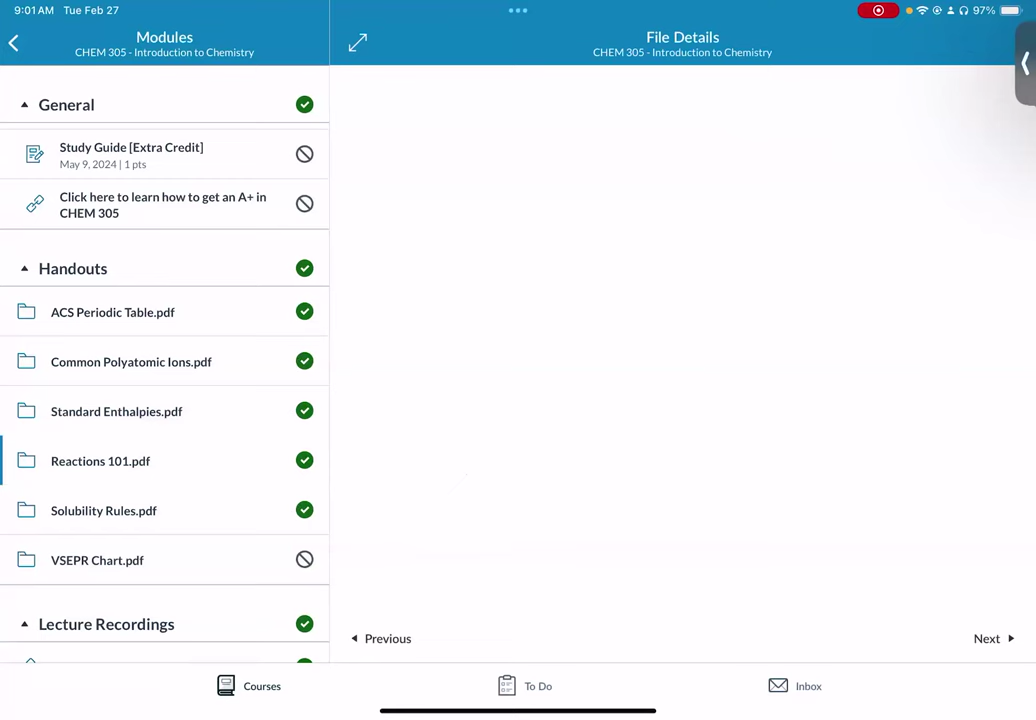 9:01 AM Tue Feb 27
97%
Modules
CHEM 305 - Introduction to Chemistry
File Details
CHEM 305 - Introduction to Chemistry
General
Study Guide [Extra Credit]
May 9, 2024 | 1 pts
Click here to learn how to get an A+ in
CHEM 305
Handouts
ACS Periodic Table.pdf
Common Polyatomic Ions.pdf
Standard Enthalpies.pdf
Reactions 101.pdf
Solubility Rules.pdf
VSEPR Chart.pdf
Lecture Recordings
Previous
Next
Courses
To Do
Inbox